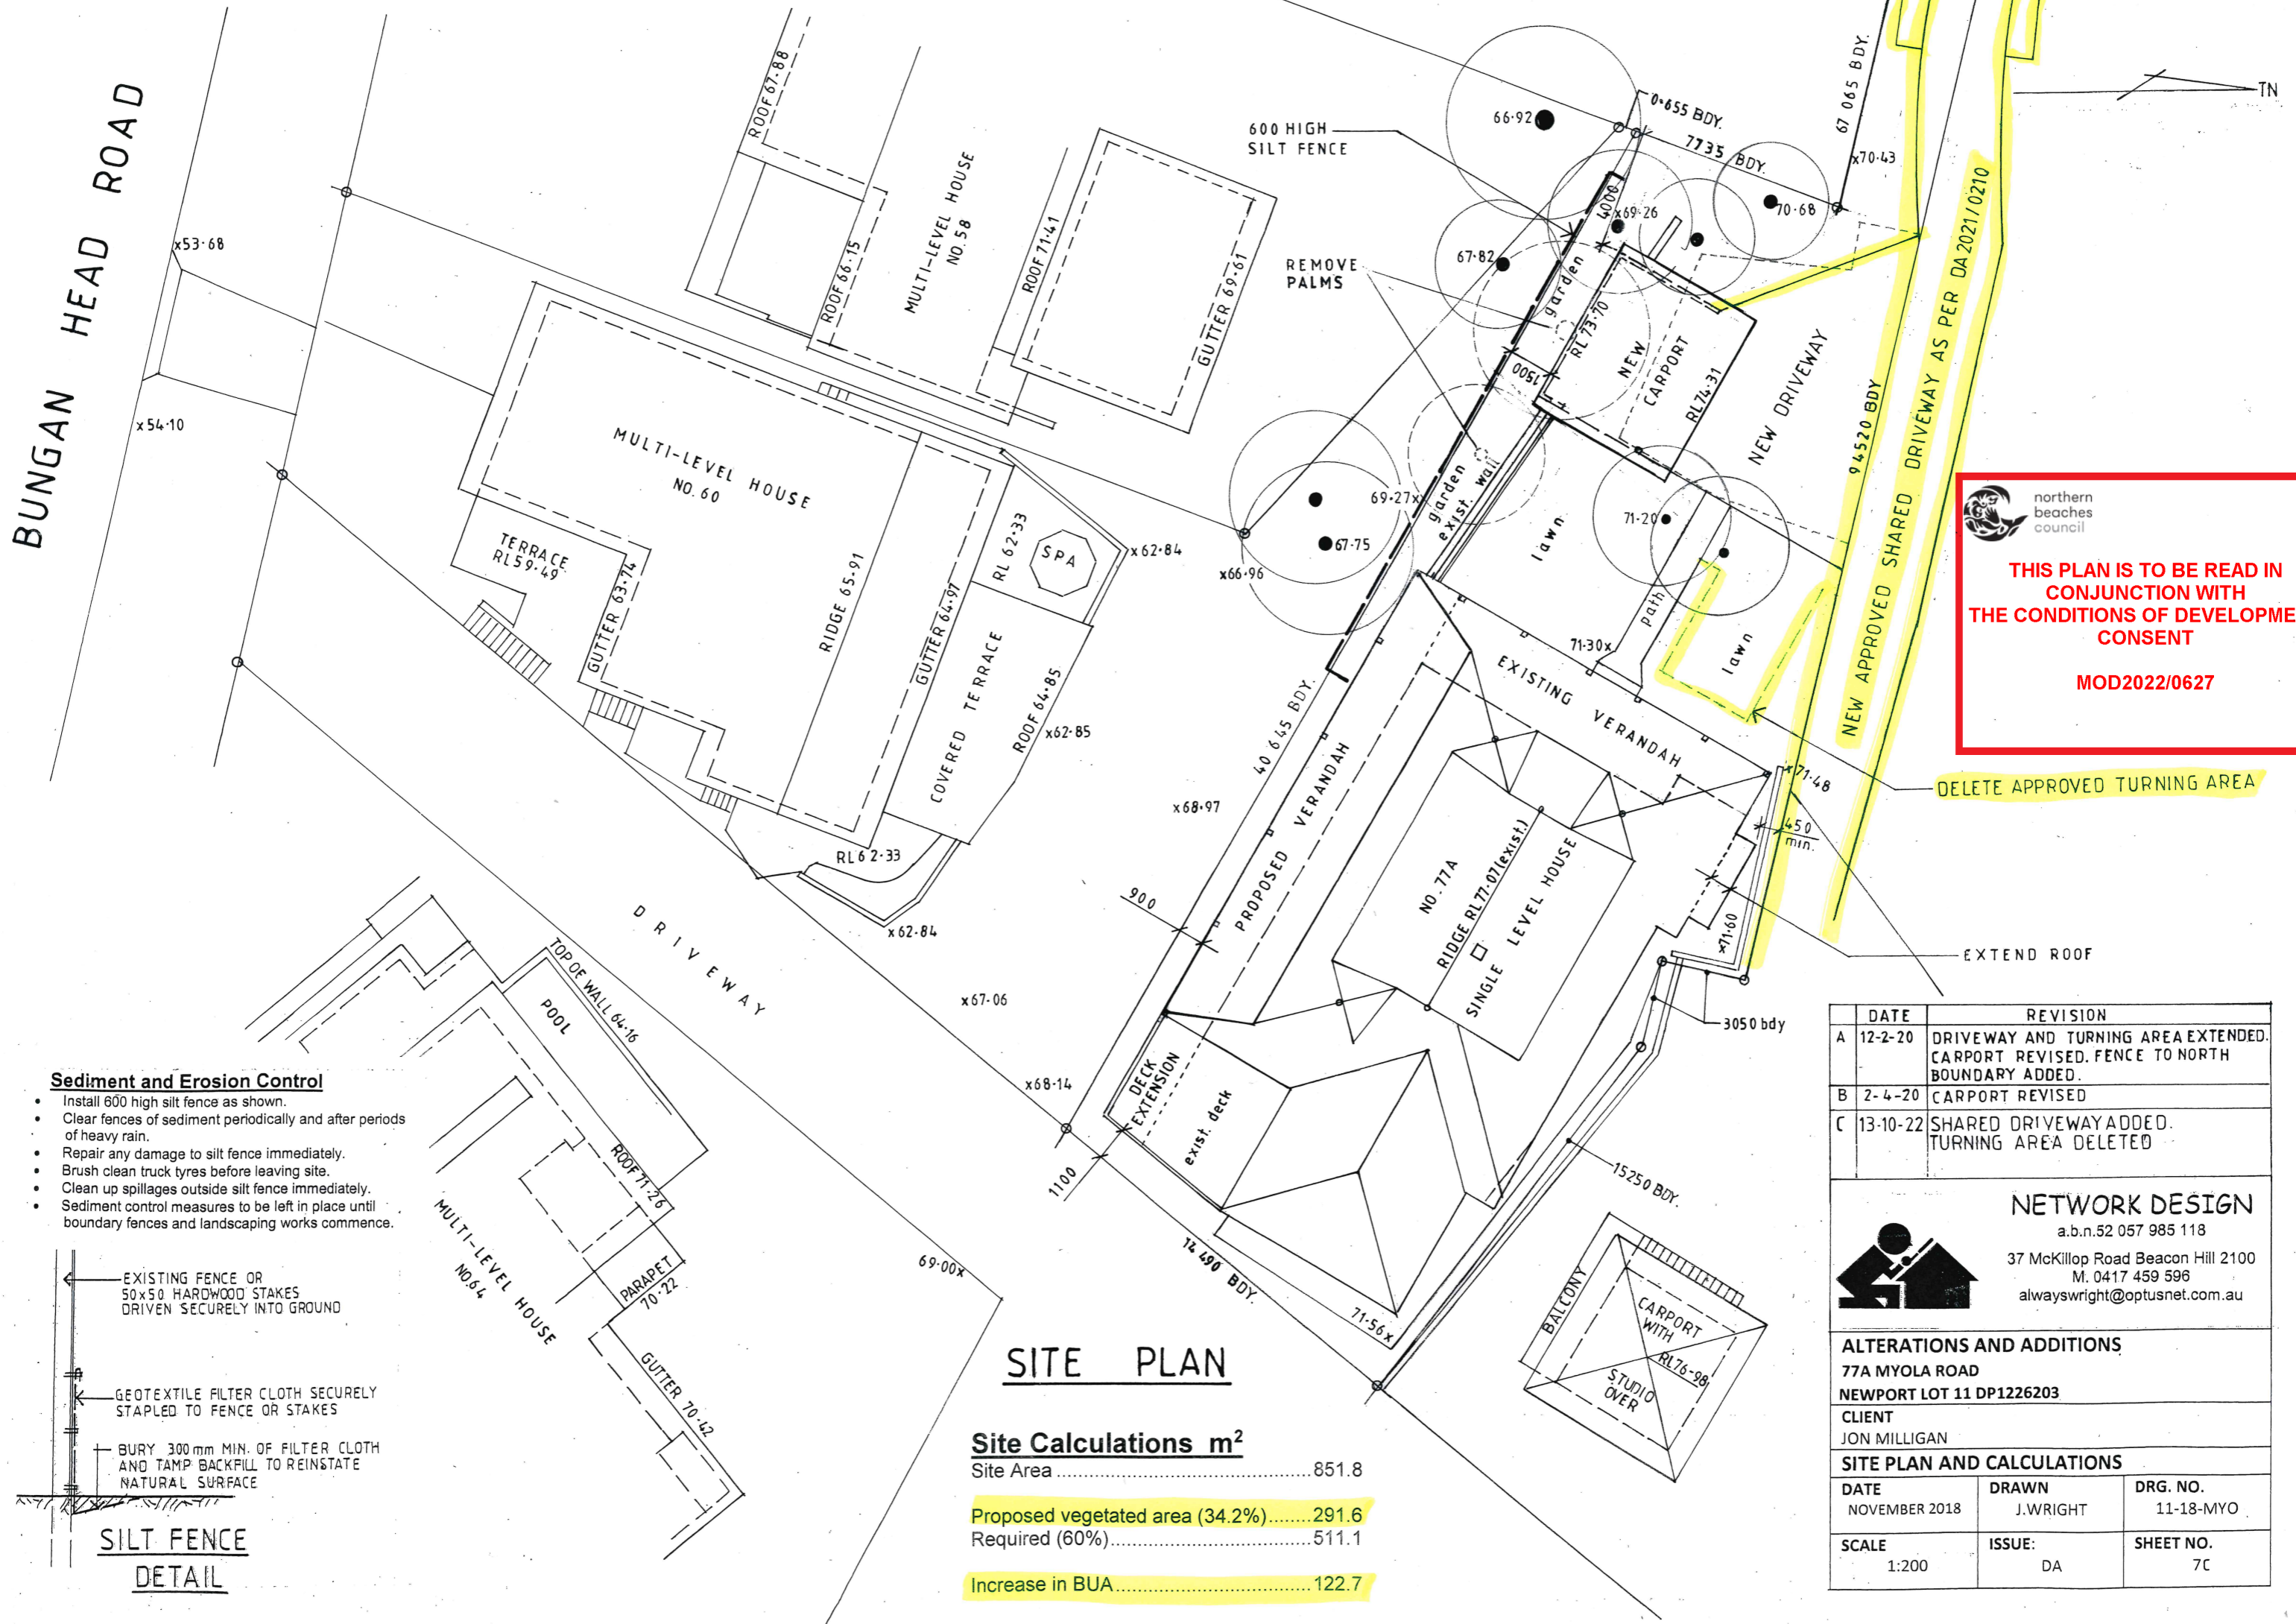 BUNGAN HEAD ROAD
x53·68
x54·10
ROOF 67·88
ROOF 66·15
MULTI-LEVEL HOUSE
NO. 58
ROOF 71·41
GUTTER 69·61
MULTI-LEVEL HOUSE
NO. 60
TERRACE
RL59·49
GUTTER 63·74
RIDGE 65·91
GUTTER 64·97
RL 62·33
SPA
x62·84
COVERED TERRACE
ROOF 64·85
x62·85
RL62·33
x62·84
DRIVEWAY
600 HIGH
SILT FENCE
REMOVE
PALMS
66·92
0·655 BDY.
7735 BDY.
67 065 BDY.
x70·43
TN
4000
x69·26
70·68
67·82
garden
RL 73·70
NEW
CARPORT
RL74·31
1500
NEW DRIVEWAY
94520 BDY
NEW APPROVED SHARED DRIVEWAY AS PER DA2021/0210
69·27x
garden
exist. wall
lawn
71·20
67·75
x66·96
path
lawn
71·30x
EXISTING VERANDAH
40 645 BDY.
PROPOSED VERANDAH
x68·97
900
x67·06
x68·14
NO. 77A
RIDGE RL77·07(exist.)
SINGLE LEVEL HOUSE
x71·48
450
min.
x71·60
DELETE APPROVED TURNING AREA
EXTEND ROOF
3050 bdy
DECK
EXTENSION
exist. deck
1100
15250 BDY.
14 490 BDY.
71·56x
69·00x
BALCONY
CARPORT
WITH
RL76-98
STUDIO
OVER
TOP OF WALL 64·16
POOL
ROOF 71·26
MULTI-LEVEL HOUSE
NO.64
PARAPET
70·22
GUTTER 70·42
northern
beaches
council
THIS PLAN IS TO BE READ IN
CONJUNCTION WITH
THE CONDITIONS OF DEVELOPME
CONSENT
MOD2022/0627
Sediment and Erosion Control
• Install 600 high silt fence as shown.
• Clear fences of sediment periodically and after periods
of heavy rain.
• Repair any damage to silt fence immediately.
• Brush clean truck tyres before leaving site.
• Clean up spillages outside silt fence immediately.
• Sediment control measures to be left in place until
boundary fences and landscaping works commence.
EXISTING FENCE OR
50x50 HARDWOOD STAKES
DRIVEN SECURELY INTO GROUND
GEOTEXTILE FILTER CLOTH SECURELY
STAPLED TO FENCE OR STAKES
BURY 300mm MIN. OF FILTER CLOTH
AND TAMP BACKFILL TO REINSTATE
NATURAL SURFACE
SILT FENCE
DETAIL
SITE PLAN
Site Calculations m²
Site Area ........................................851.8
Proposed vegetated area (34.2%)........291.6
Required (60%)...................................511.1
Increase in BUA...................................122.7
DATE REVISION
A 12-2-20 DRIVEWAY AND TURNING AREA EXTENDED.
CARPORT REVISED. FENCE TO NORTH
BOUNDARY ADDED.
B 2-4-20 CARPORT REVISED
C 13-10-22 SHARED DRIVEWAY ADDED.
TURNING AREA DELETED
NETWORK DESIGN
a.b.n.52 057 985 118
37 McKillop Road Beacon Hill 2100
M. 0417 459 596
alwayswright@optusnet.com.au
ALTERATIONS AND ADDITIONS
77A MYOLA ROAD
NEWPORT LOT 11 DP1226203
CLIENT
JON MILLIGAN
SITE PLAN AND CALCULATIONS
DATE DRAWN DRG. NO.
NOVEMBER 2018 J.WRIGHT 11-18-MYO
SCALE ISSUE: SHEET NO.
1:200 DA 7C